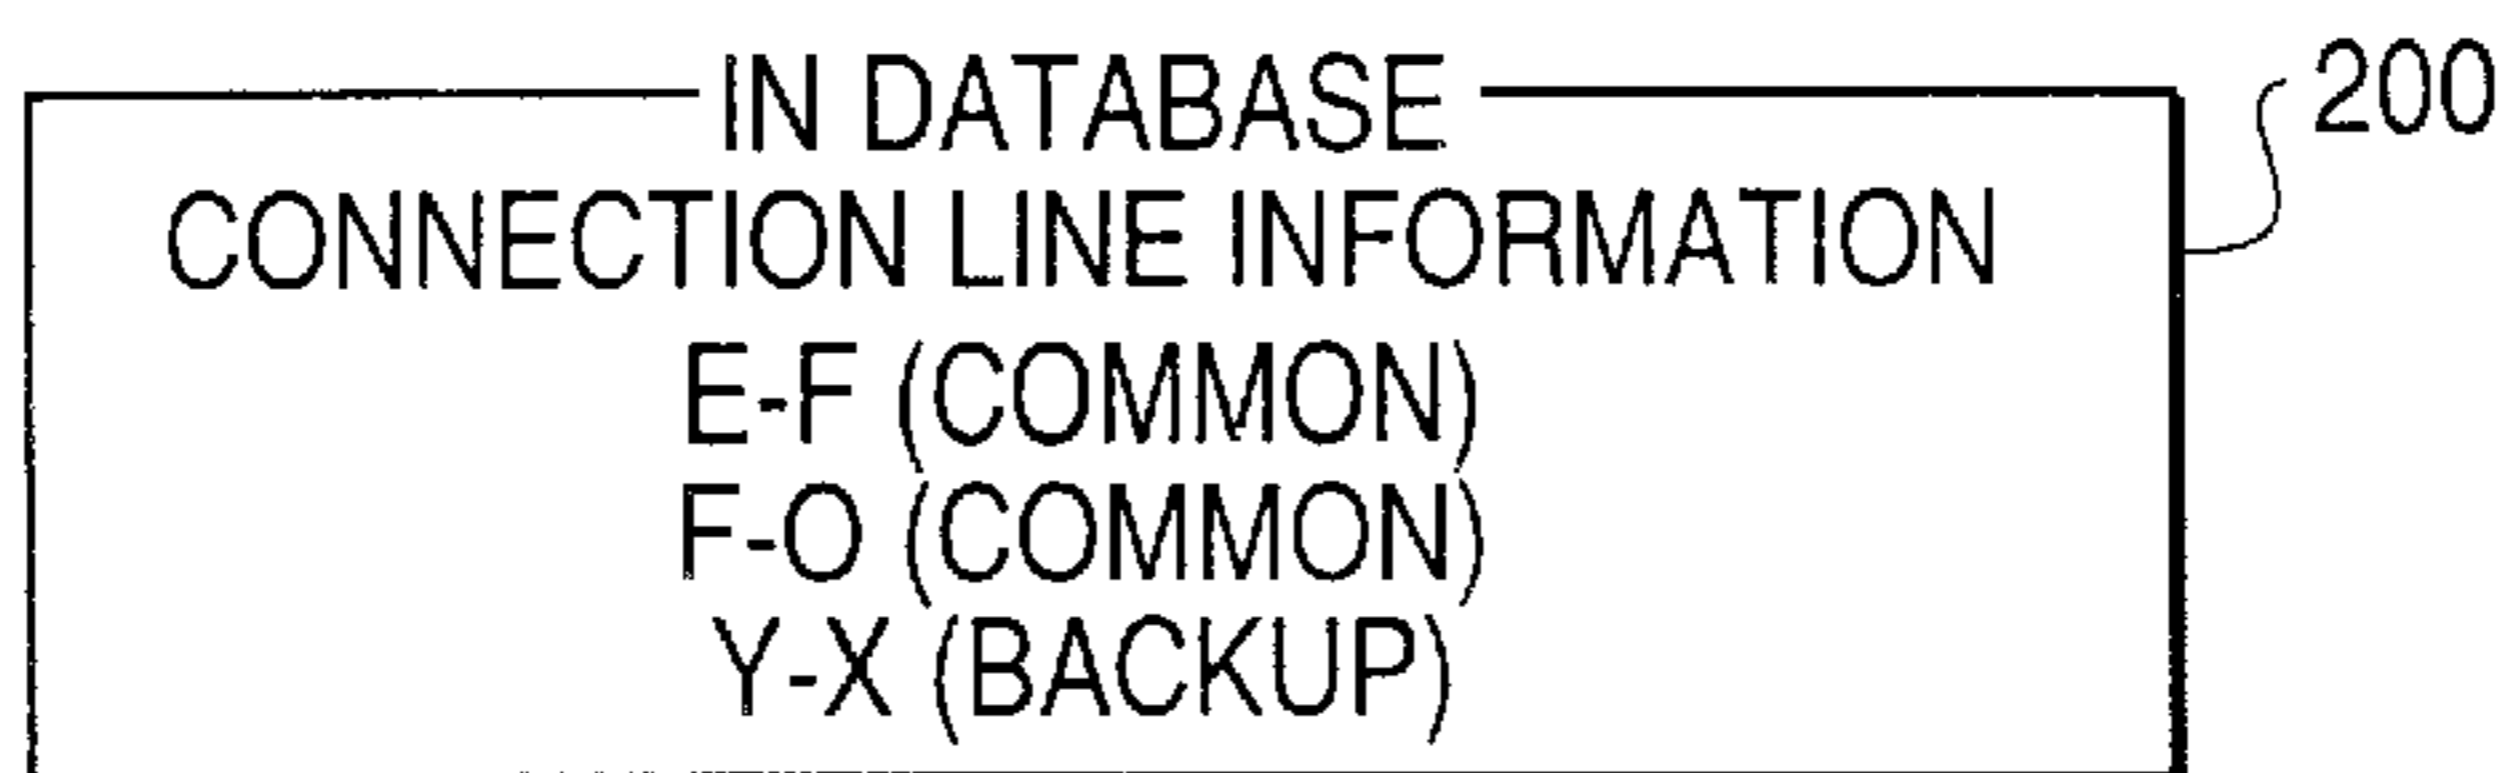 IN DATABASE
200
CONNECTION LINE INFORMATION
E-F (COMMON)
F-O (COMMON)
Y-X (BACKUP)